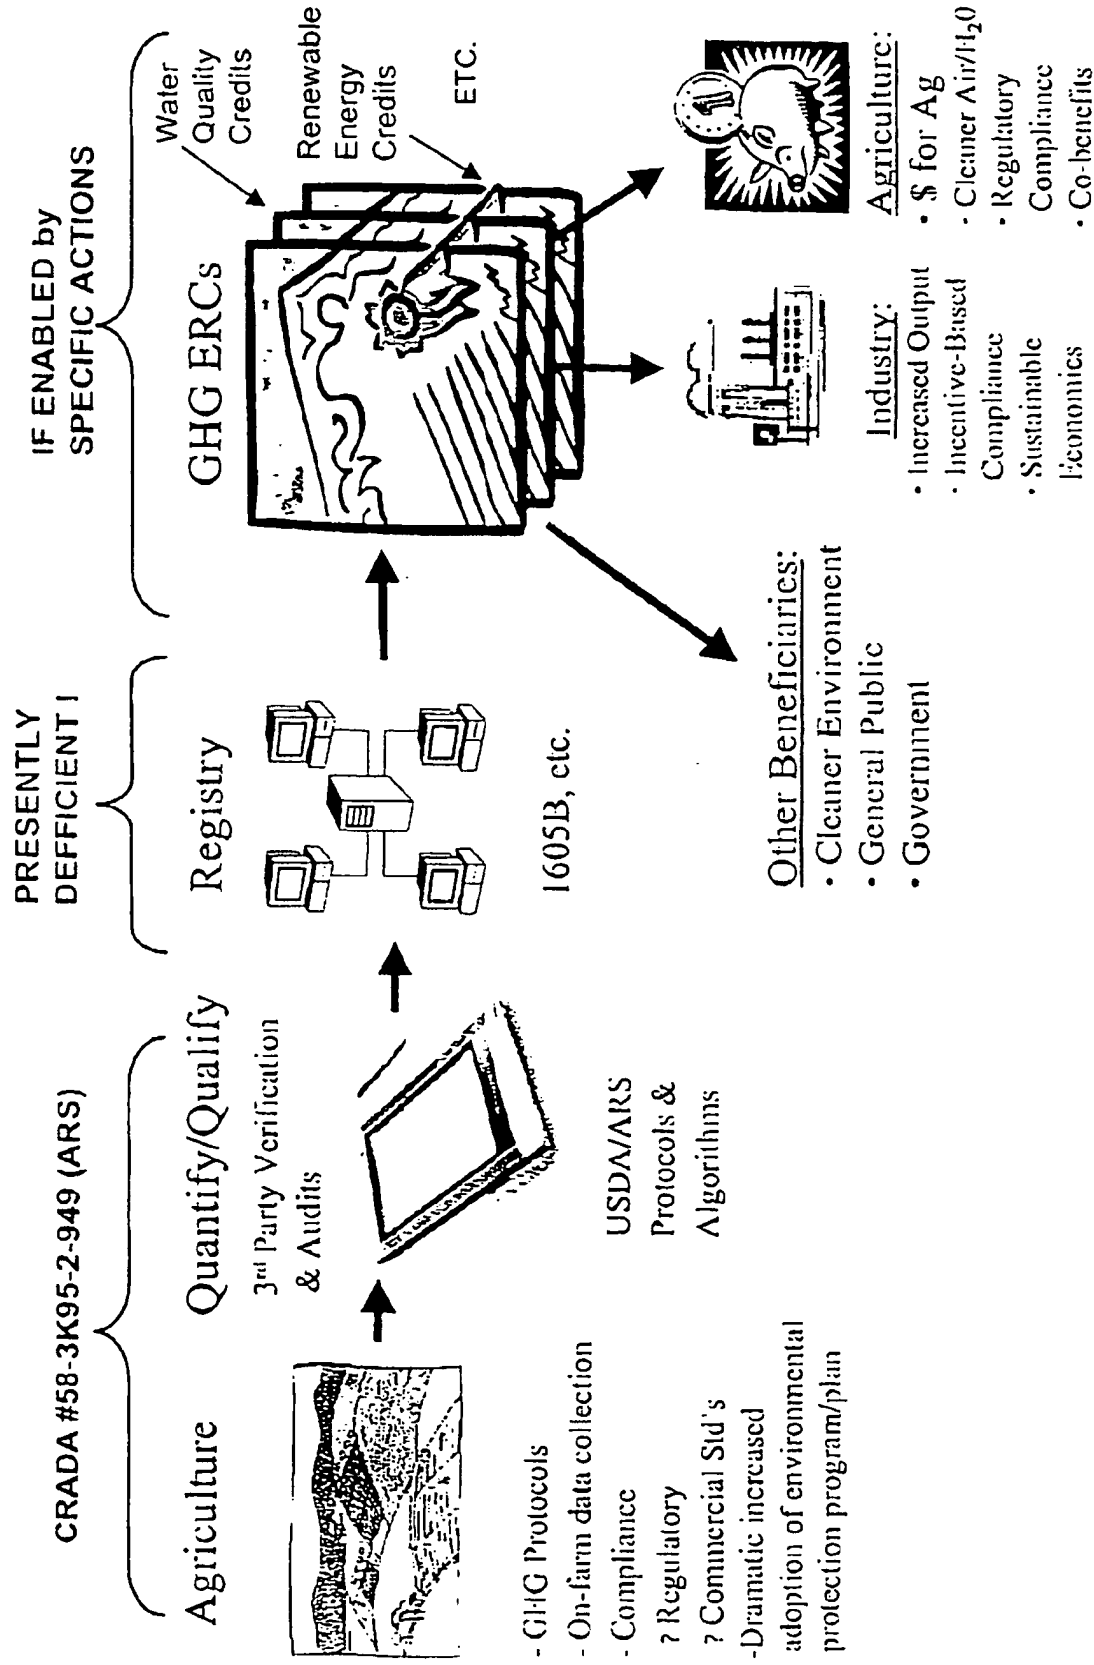 CRADA #58-3K95-2-949 (ARS)
Agriculture
- GHG Protocols
- On-farm data collection
- Compliance
? Regulatory
? Commercial Std's
-Dramatic increased
adoption of environmental
protection program/plan
Quantify/Qualify
3rd Party Verification
& Audits
USDA/ARS
Protocols &
Algorithms
PRESENTLY
DEFFICIENT !
Registry
1605B, etc.
IF ENABLED by
SPECIFIC ACTIONS
GHG ERCs
Water
Quality
Credits
Renewable
Energy
Credits
ETC.
Other Beneficiaries:
• Cleaner Environment
• General Public
• Government
Industry:
• Increased Output
• Incentive-Based
Compliance
• Sustainable
Economics
Agriculture:
• $ for Ag
- Cleaner Air/H₂0
• Regulatory
Compliance
• Co-benefits